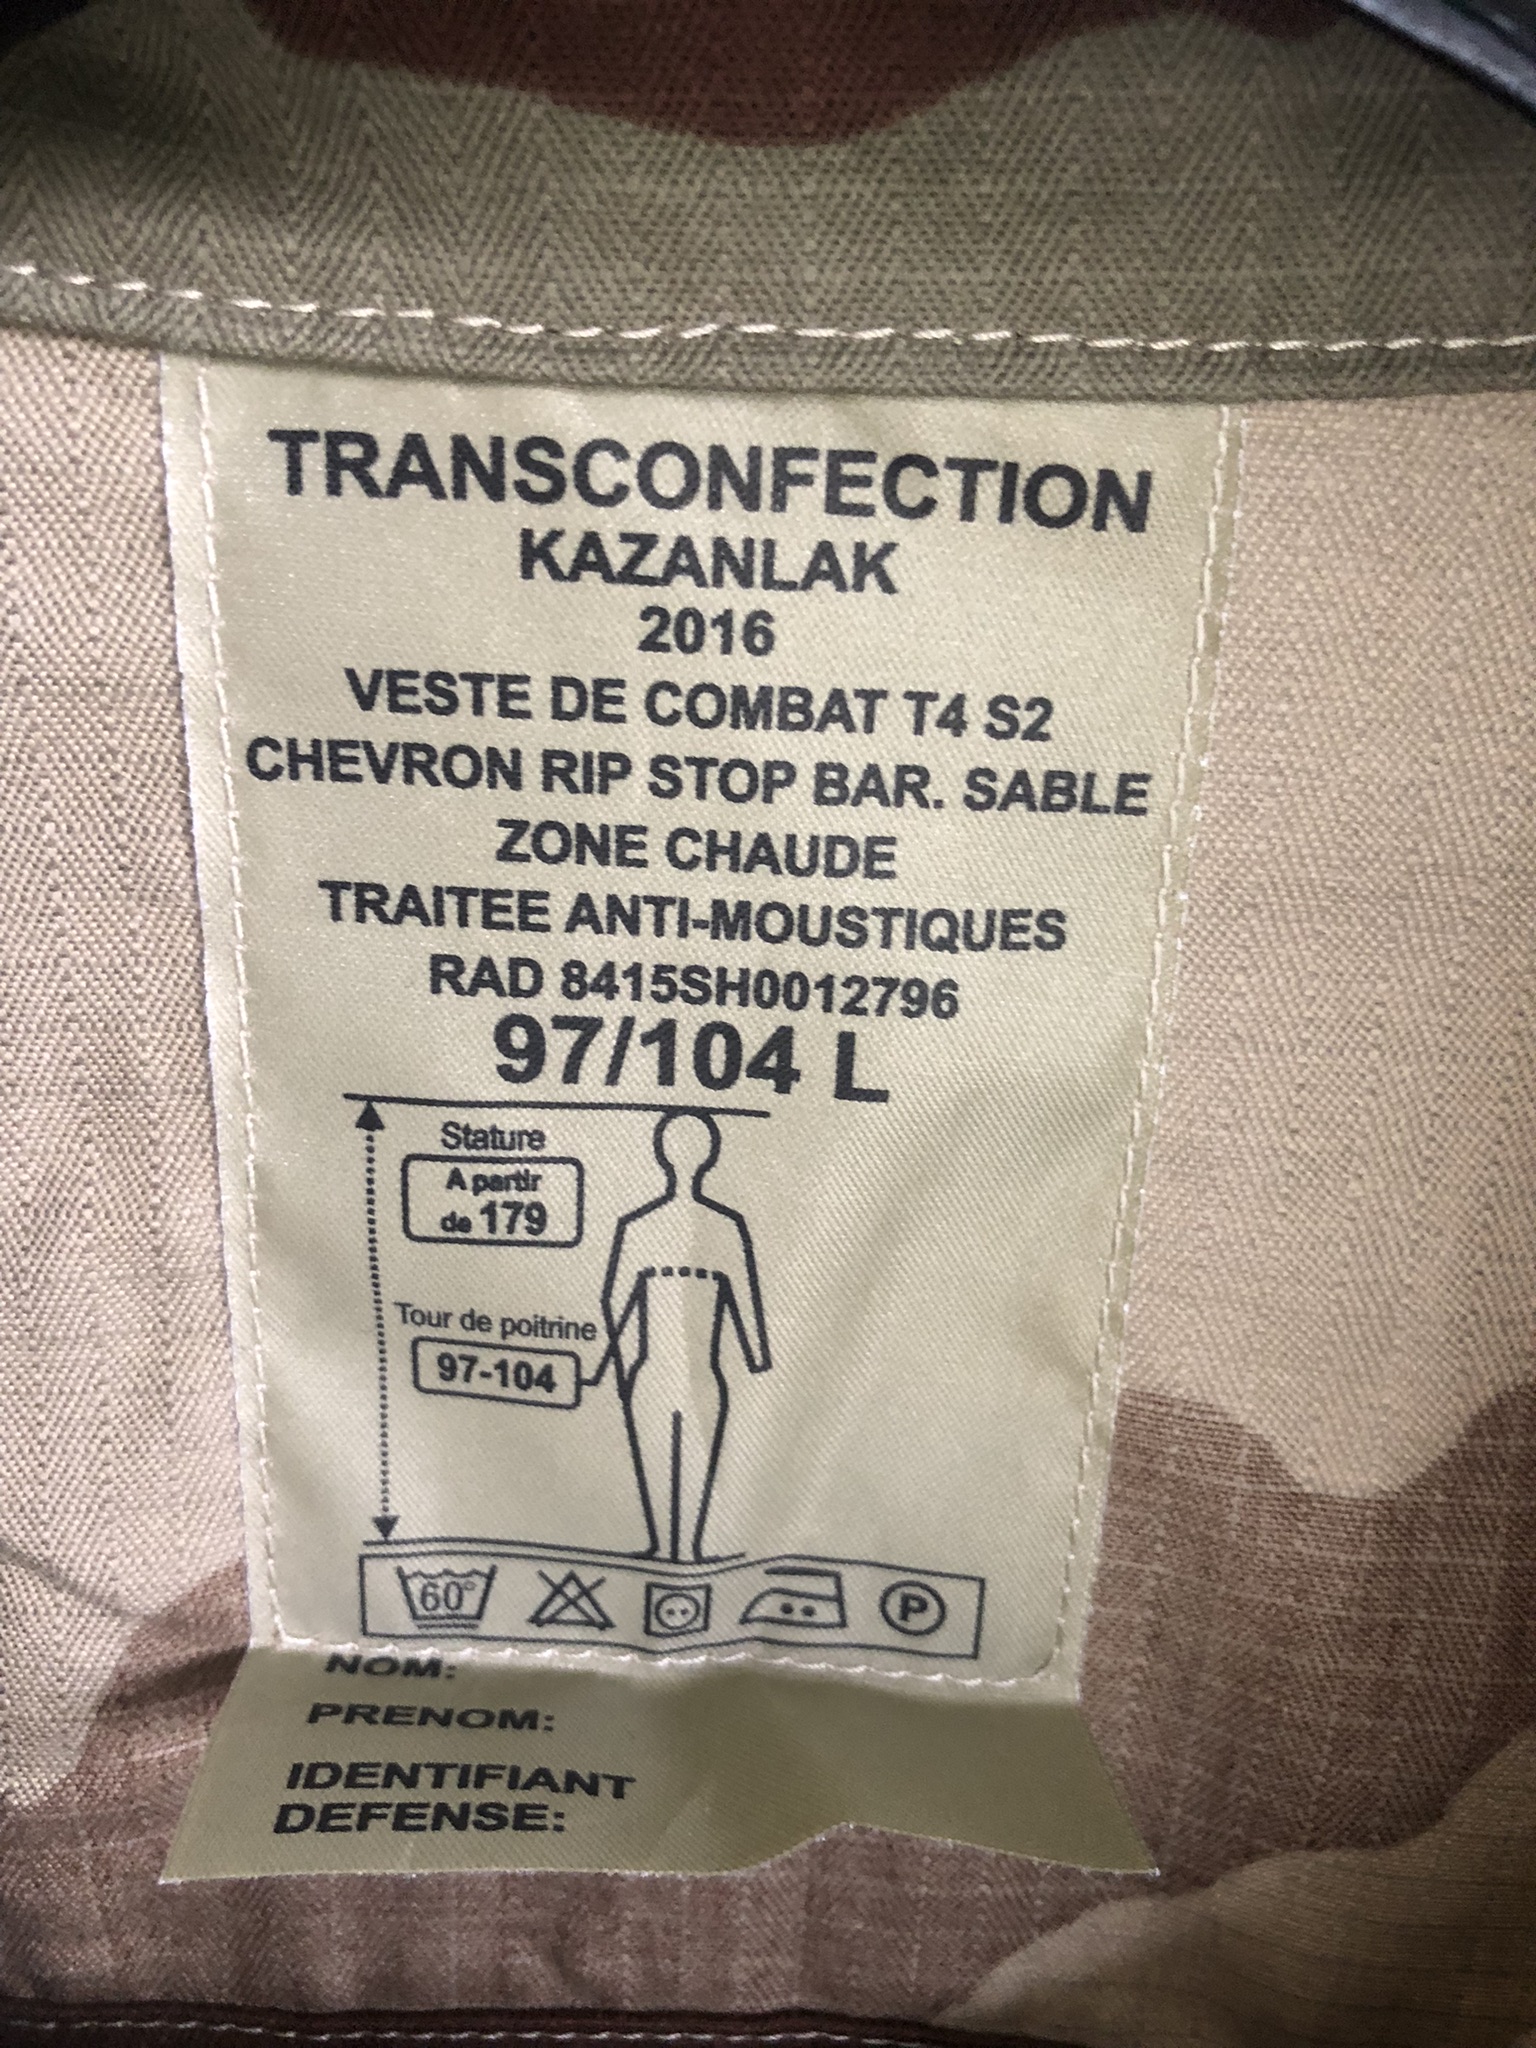 TRANSCONFECTION
KAZANLAK
2016
VESTE DE COMBAT T4 S2
CHEVRON RIP STOP BAR. SABLE
ZONE CHAUDE
TRAITEE ANTI-MOUSTIQUES
RAD 8415SH0012796
97/104 L
Stature
A partir
de 179
Tour de poitrine
97-104
60°
P
NOM:
PRENOM:
IDENTIFIANT
DEFENSE: